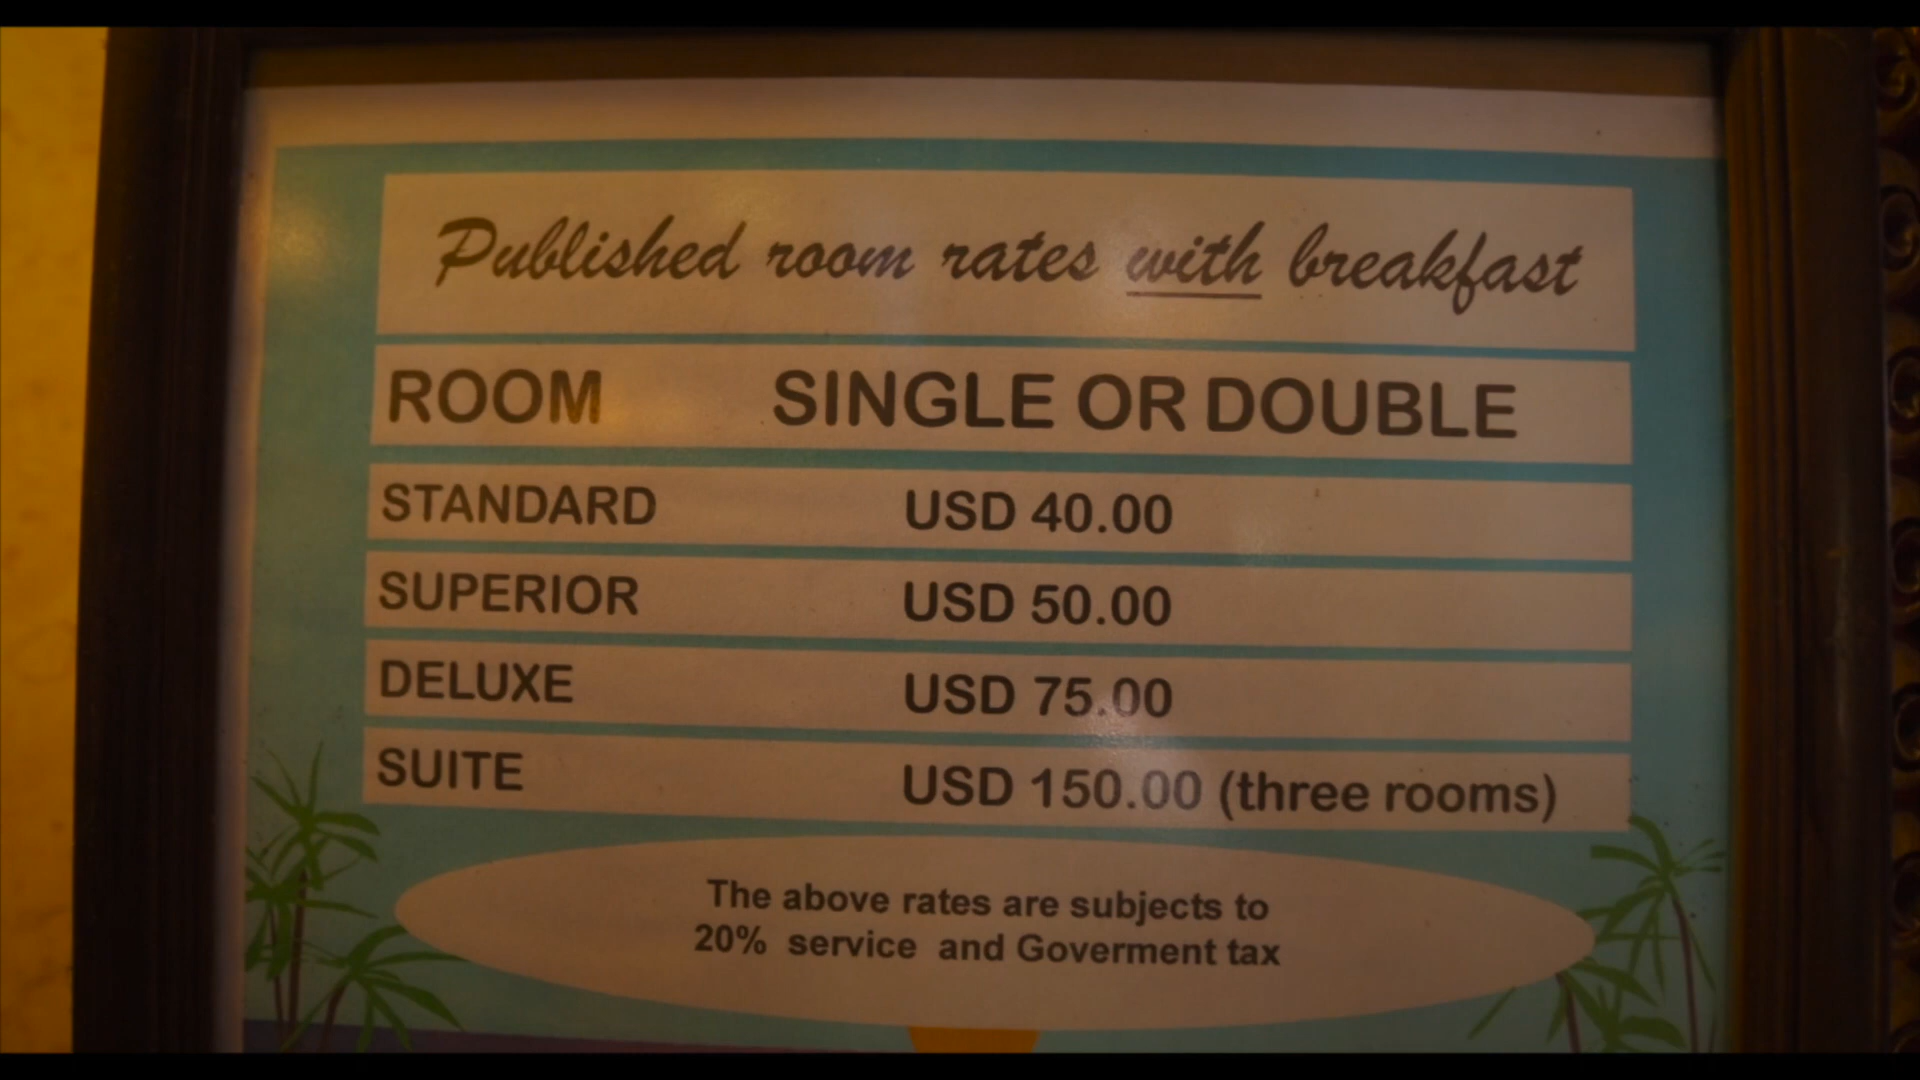 Published room rates with breakfast
ROOM SINGLE OR DOUBLE
STANDARD USD 40.00
SUPERIOR USD 50.00
DELUXE USD 75.00
SUITE USD 150.00 (three rooms)
The above rates are subjects to
20% service and Goverment tax